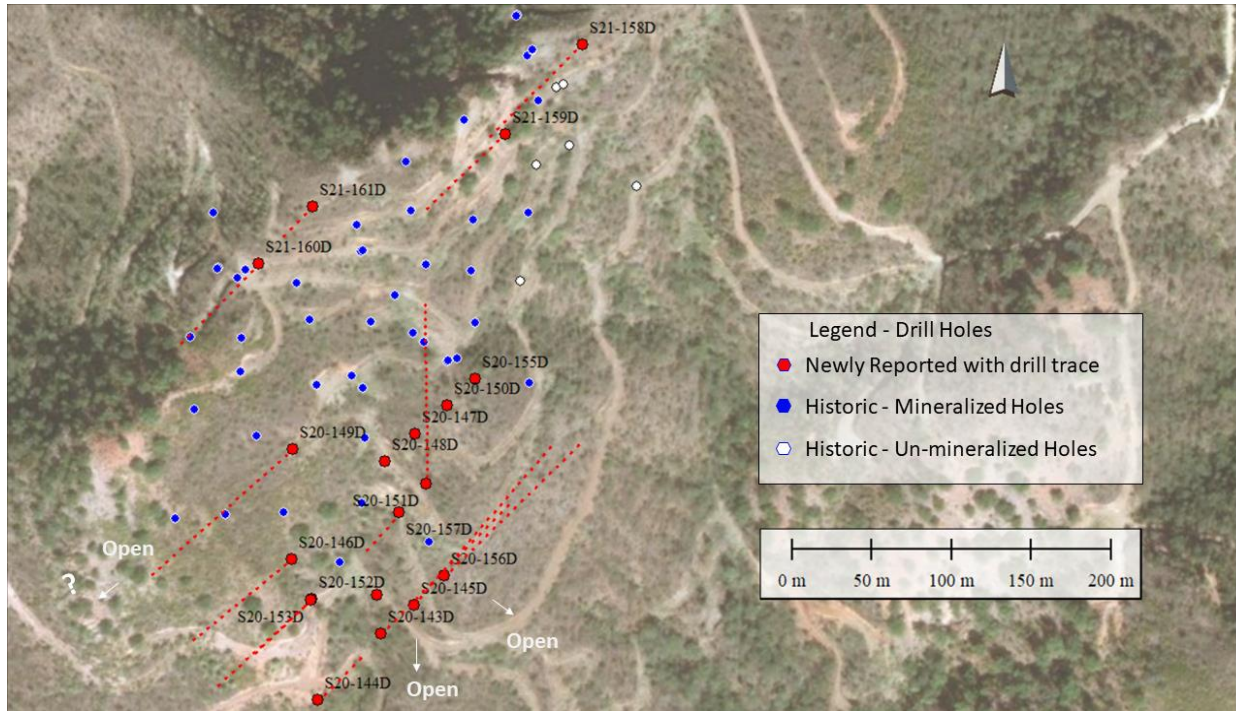 S21-158D
S21-159D
S21-161D
S21-160D
Legend - Drill Holes
Newly Reported with drill trace
Historic - Mineralized Holes
Historic - Un-mineralized Holes
S20-155D
S20-150D
S20-147D
S20-149D
S20-148D
S20-151D
S20-157D
Open
S20-146D
S20-156D
?
S20-152D
S20-145D
S20-153D
S20-143D
Open
S20-144D
Open
0 m
50 m
100 m
150 m
200 m